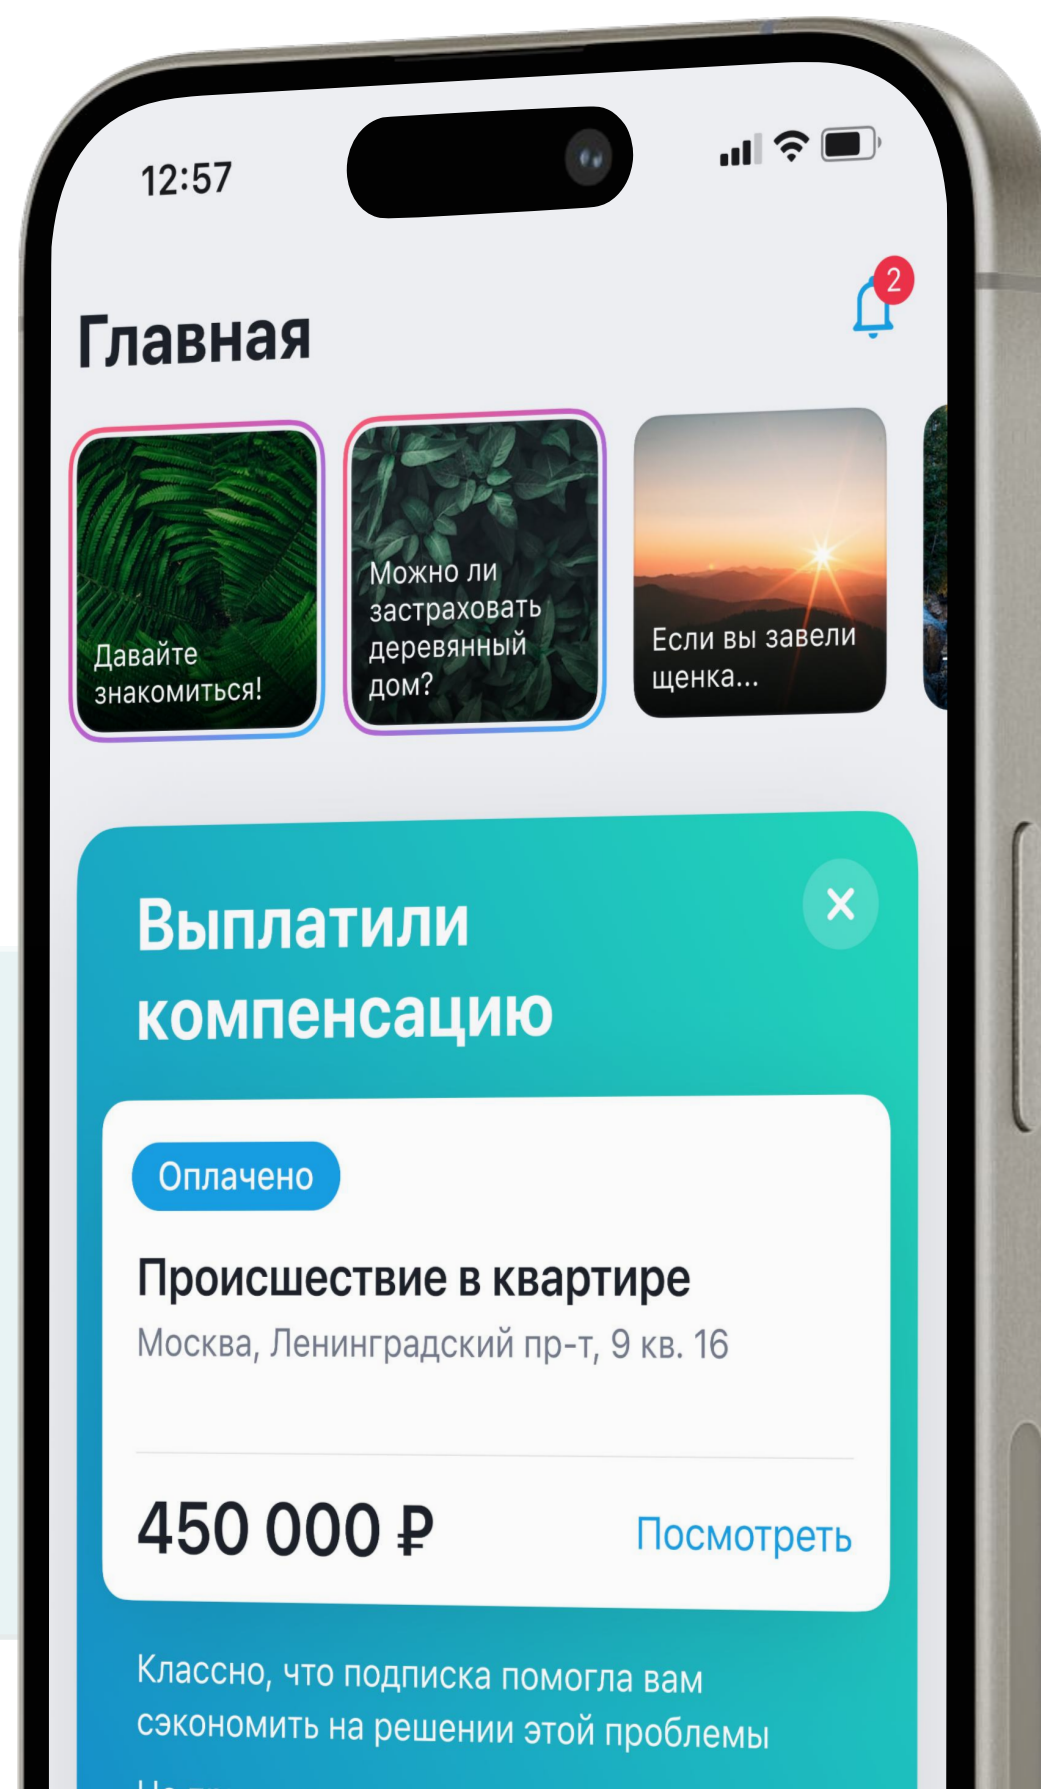 12:57
2
Главная
Давайте
знакомиться!
Можно ли
застраховать
деревянный
дом?
Если вы завели
щенка...
Выплатили
компенсацию
Оплачено
Происшествие в квартире
Москва, Ленинградский пр-т, 9 кв. 16
450 000 ₽
Посмотреть
Классно, что подписка помогла вам
сэкономить на решении этой проблемы